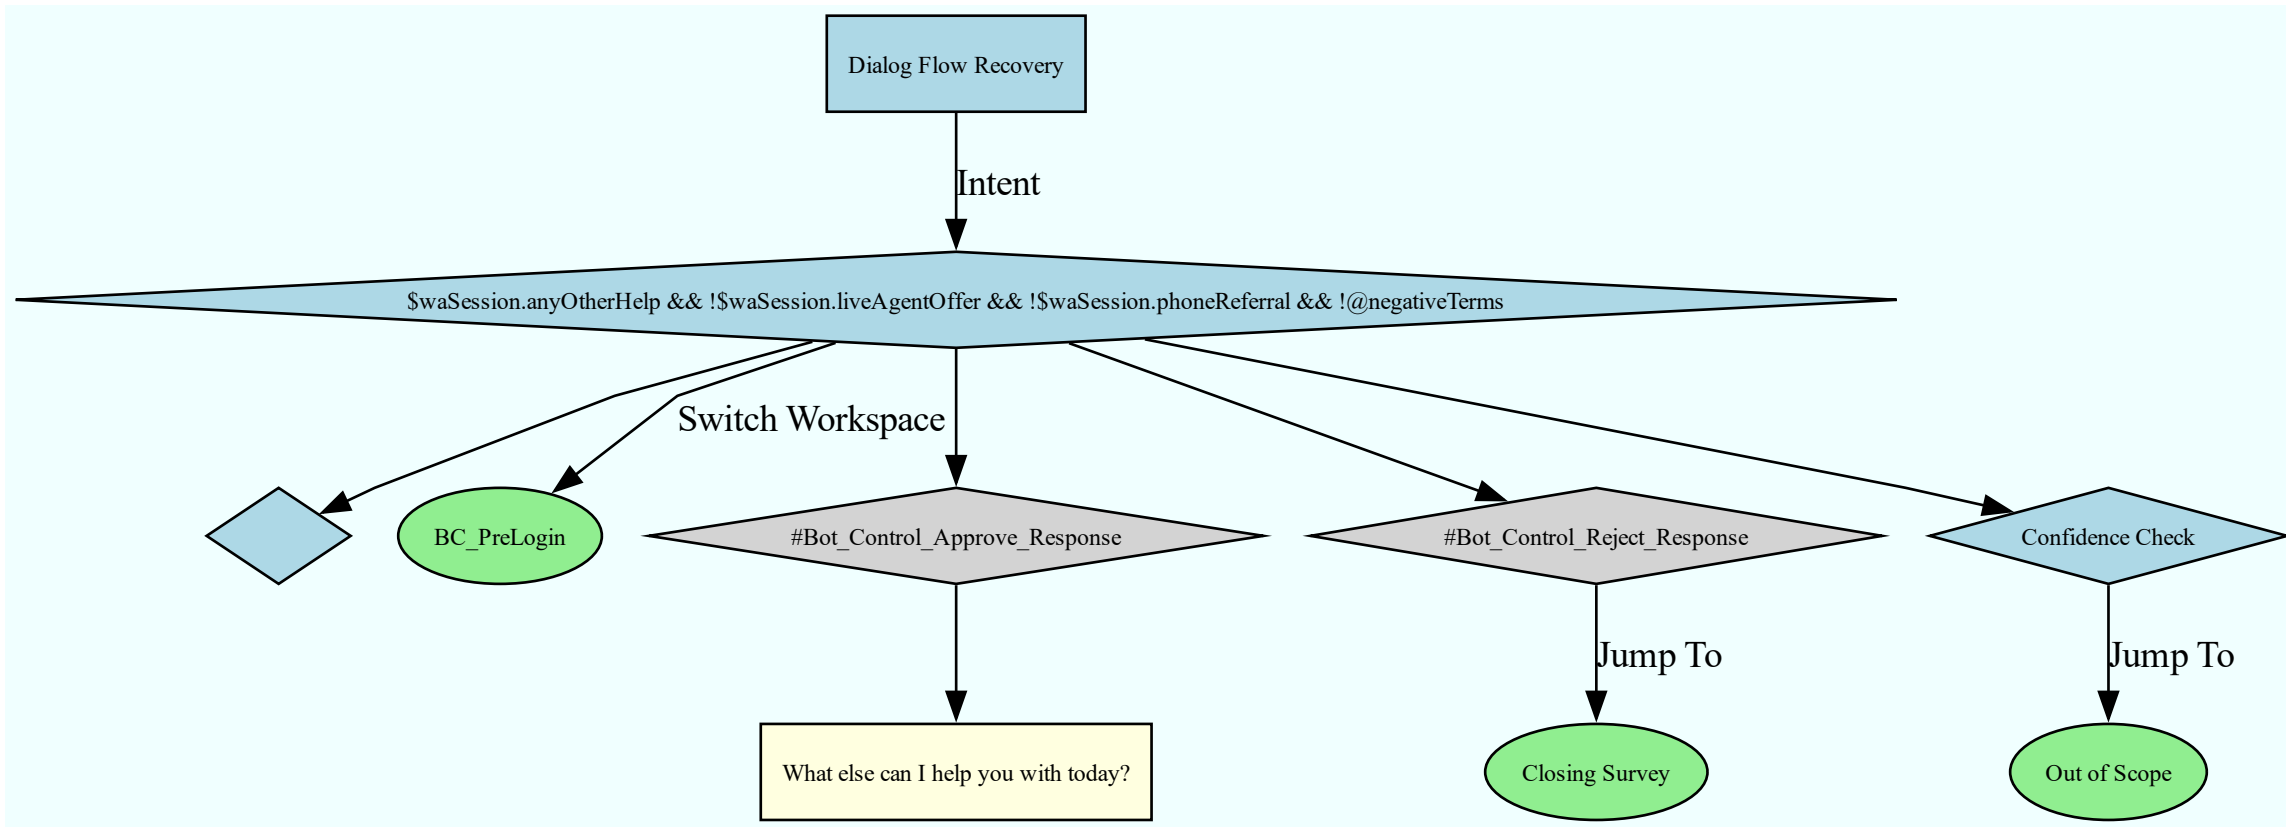 Dialog Flow Recovery
Intent
$waSession.anyOtherHelp && !$waSession.liveAgentOffer && !$waSession.phoneReferral && !@negativeTerms
Switch Workspace
BC_PreLogin
#Bot_Control_Approve_Response
#Bot_Control_Reject_Response
Confidence Check
Jump To
Jump To
What else can I help you with today?
Closing Survey
Out of Scope